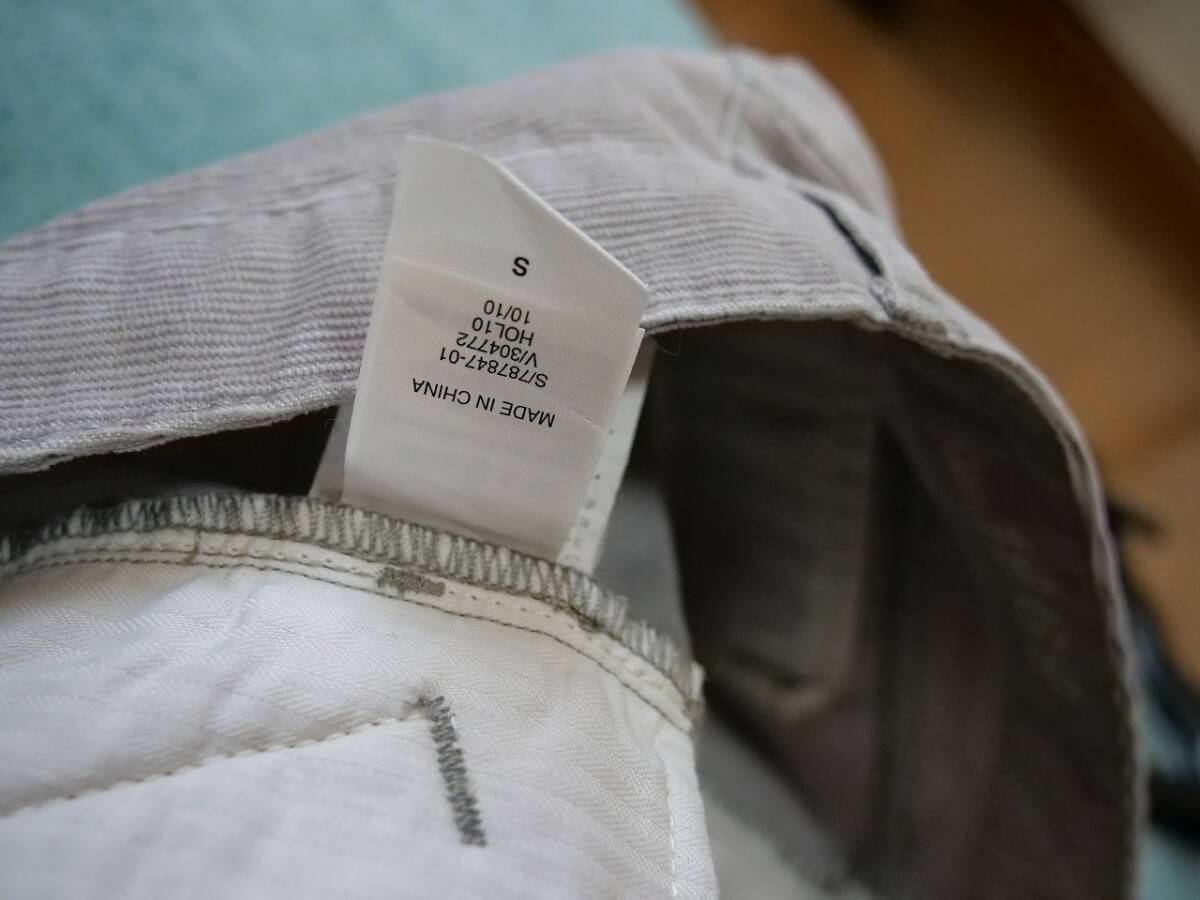 MADE IN CHINA
S/787847-01
V/304772
HOL10
10/10
S